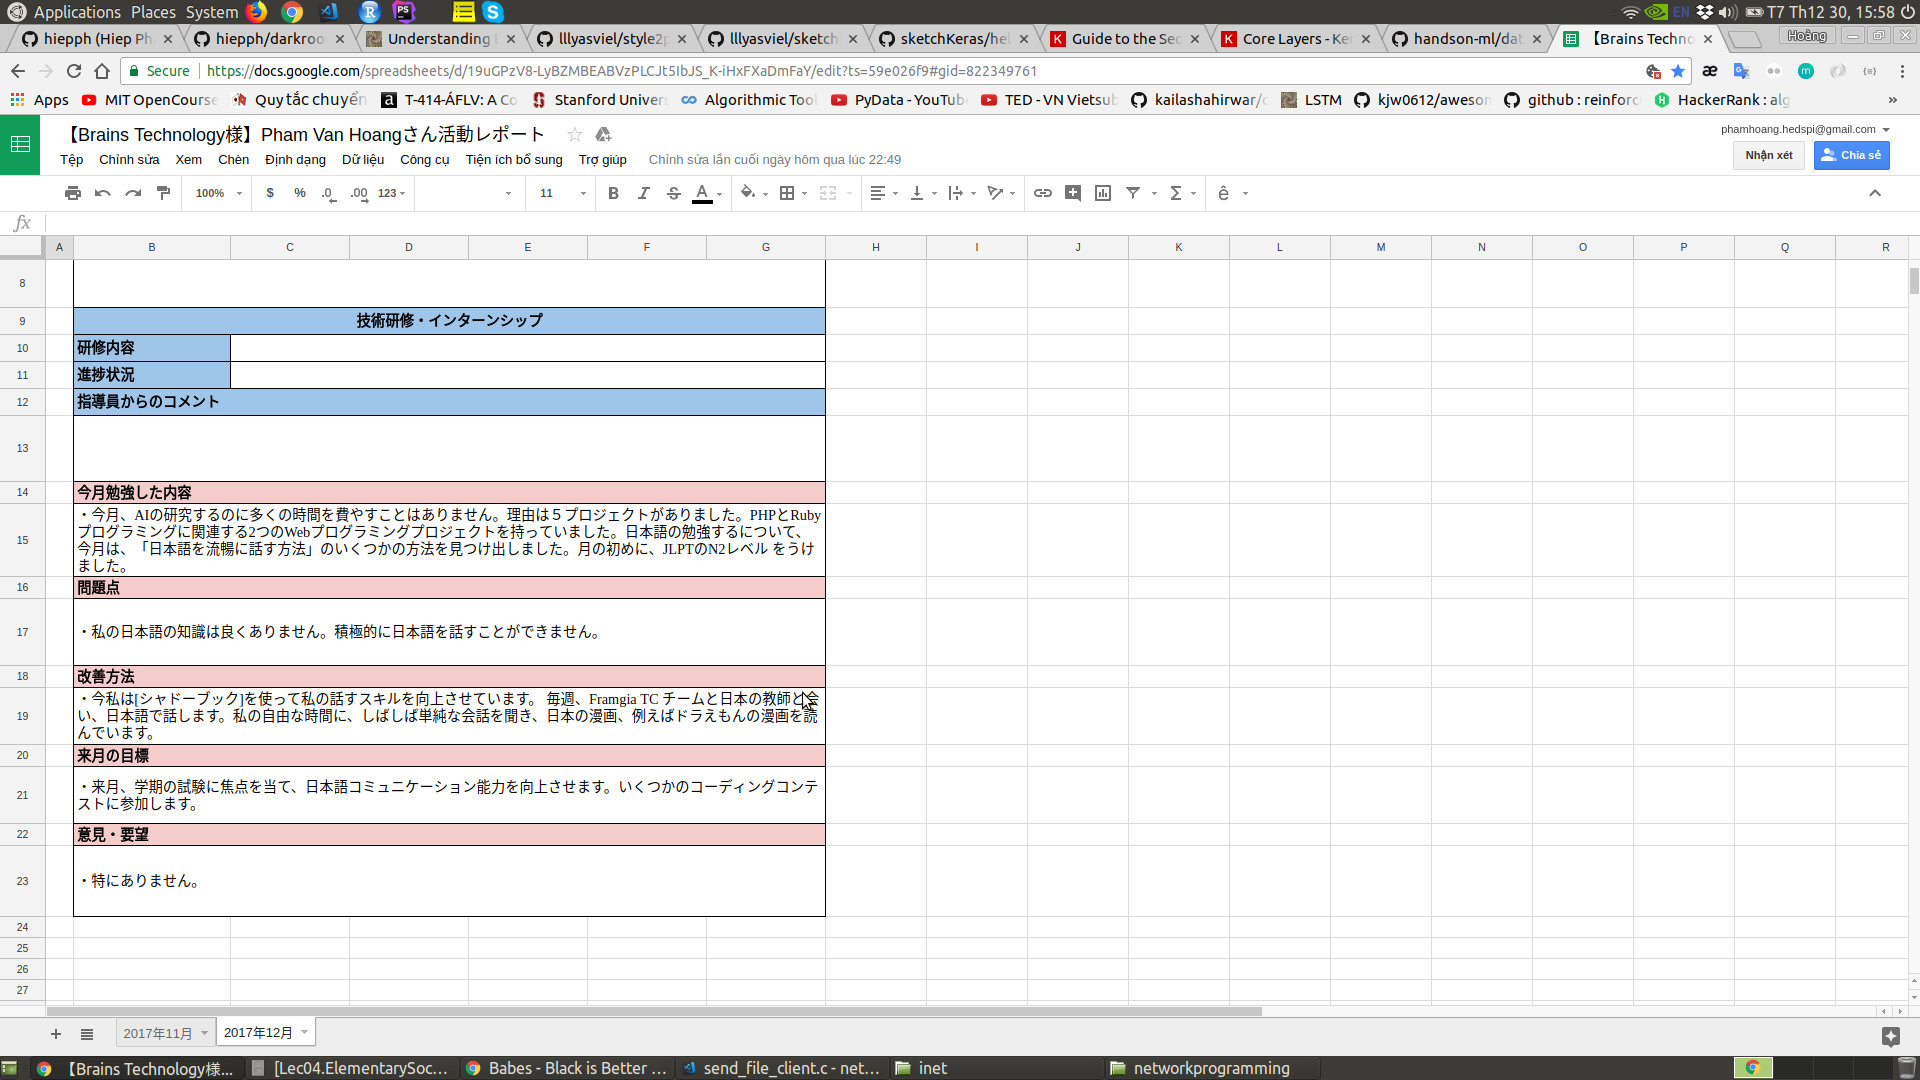 Applications Places System EN T7 Th12 30, 15:58
hiepph (Hiep Ph hiepph/darkroo Understanding lllyasviel/style2p lllyasviel/sketch sketchKeras/hel Guide to the Seq Core Layers - Ke handson-ml/dat 【Brains Techno Hoàng
Secure https://docs.google.com/spreadsheets/d/19uGPzV8-LyBZMBEABVzPLCJt5IbJS_K-iHxFXaDmFaY/edit?ts=59e026f9#gid=822349761
Apps MIT OpenCourse Quy tắc chuyển T-414-ÁFLV: A Co Stanford Univer Algorithmic Tool PyData - YouTub TED - VN Vietsub kailashahirwar/c LSTM kjw0612/aweson github : reinforc HackerRank : alg »
【Brains Technology様】Pham Van Hoangさん活動レポート
phamhoang.hedspi@gmail.com
Tệp Chỉnh sửa Xem Chèn Định dạng Dữ liệu Công cụ Tiện ích bổ sung Trợ giúp Chỉnh sửa lần cuối ngày hôm qua lúc 22:49
Nhận xét Chia sẻ
100% $ % .0 .00 123 11 B I S A Σ ê
fx
A B C D E F G H I J K L M N O P Q R
8
9 技術研修・インターンシップ
10 研修内容
11 進捗状況
12 指導員からのコメント
13
14 今月勉強した内容
・今月、AIの研究するのに多くの時間を費やすことはありません。理由は５プロジェクトがありました。PHPとRuby
15 プログラミングに関連する2つのWebプログラミングプロジェクトを持っていました。日本語の勉強するについて、
今月は、「日本語を流暢に話す方法」のいくつかの方法を見つけ出しました。月の初めに、JLPTのN2レベル をうけ
ました。
16 問題点
17 ・私の日本語の知識は良くありません。積極的に日本語を話すことができません。
18 改善方法
・今私は[シャドーブック]を使って私の話すスキルを向上させています。 毎週、Framgia TC チームと日本の教師と会
19 い、日本語で話します。私の自由な時間に、しばしば単純な会話を聞き、日本の漫画、例えばドラえもんの漫画を読
んでいます。
20 来月の目標
・来月、学期の試験に焦点を当て、日本語コミュニケーション能力を向上させます。いくつかのコーディングコンテ
21 ストに参加します。
22 意見・要望
23 ・特にありません。
24
25
26
27
+ 2017年11月 2017年12月
【Brains Technology様... [Lec04.ElementarySoc... Babes - Black is Better ... send_file_client.c - net... inet networkprogramming